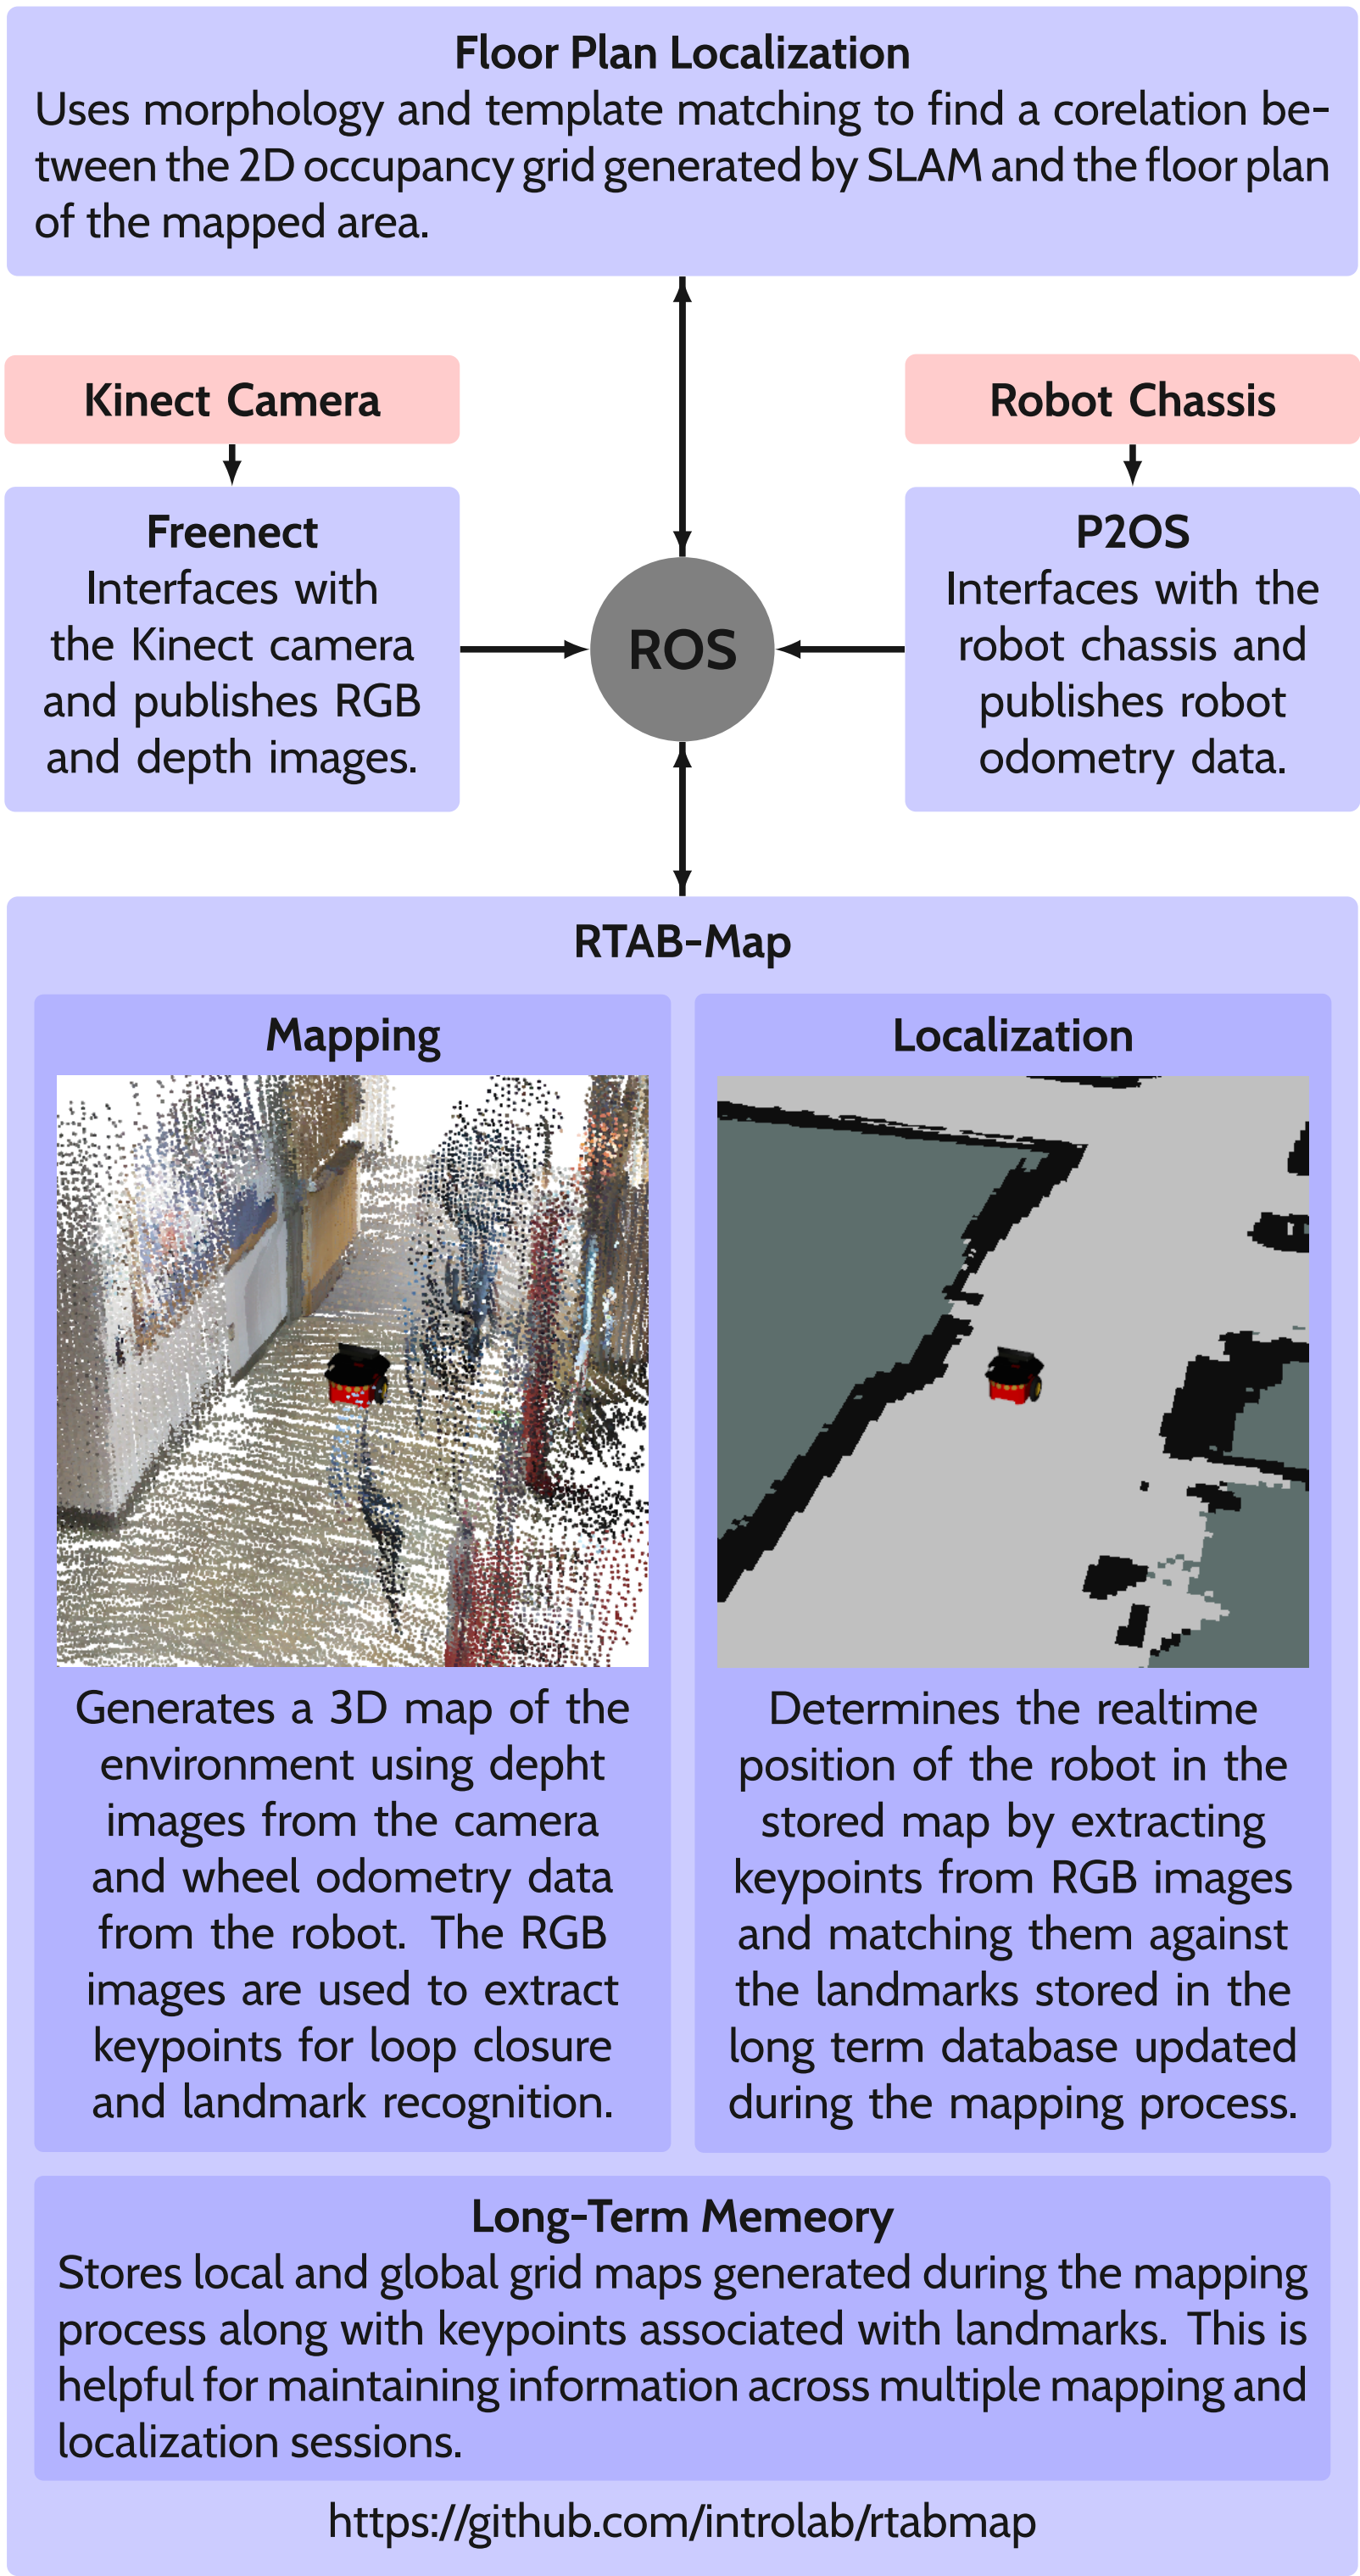 Floor Plan Localization
Uses morphology and template matching to find a corelation be-
tween the 2D occupancy grid generated by SLAM and the floor plan
of the mapped area.
Kinect Camera
Robot Chassis
Freenect
Interfaces with
the Kinect camera
and publishes RGB
and depth images.
ROS
P2OS
Interfaces with the
robot chassis and
publishes robot
odometry data.
RTAB-Map
Mapping
Generates a 3D map of the
environment using depht
images from the camera
and wheel odometry data
from the robot. The RGB
images are used to extract
keypoints for loop closure
and landmark recognition.
Localization
Determines the realtime
position of the robot in the
stored map by extracting
keypoints from RGB images
and matching them against
the landmarks stored in the
long term database updated
during the mapping process.
Long-Term Memeory
Stores local and global grid maps generated during the mapping
process along with keypoints associated with landmarks. This is
helpful for maintaining information across multiple mapping and
localization sessions.
https://github.com/introlab/rtabmap